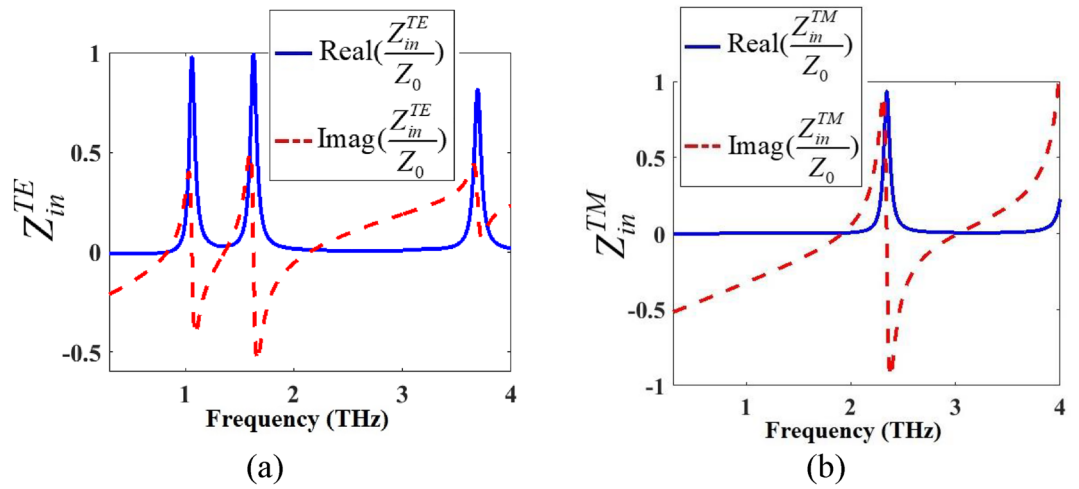 Real(Z_in^TE/Z_0)
Imag(Z_in^TE/Z_0)
Z_in^TE
1
0.5
0
-0.5
1 2 3 4
Frequency (THz)
(a)
Real(Z_in^TM/Z_0)
Imag(Z_in^TM/Z_0)
Z_in^TM
1
0.5
0
-0.5
-1
1 2 3 4
Frequency (THz)
(b)